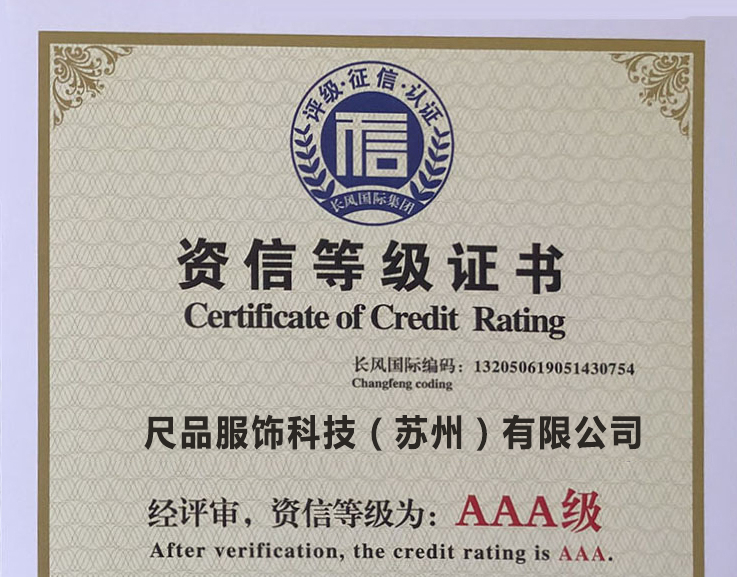 评级·征信·认证
信
长风国际集团
资信等级证书
Certificate of Credit Rating
长风国际编码：132050619051430754
Changfeng coding
尺品服饰科技（苏州）有限公司
经评审，资信等级为：AAA级
After verification, the credit rating is AAA.